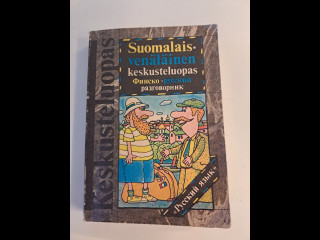 Keskusteluopas
Suomalais-
venäläinen
keskusteluopas
Финско-русский
разговорник
"Русский язык"